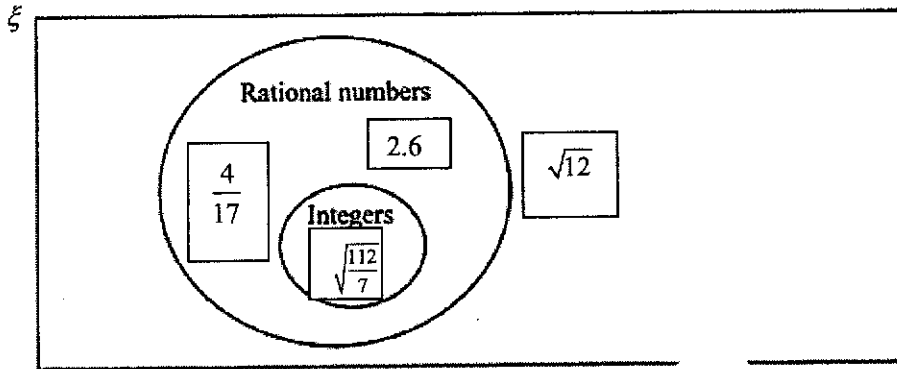 ξ
Rational numbers
2.6
√12
4/17
Integers
√(112/7)